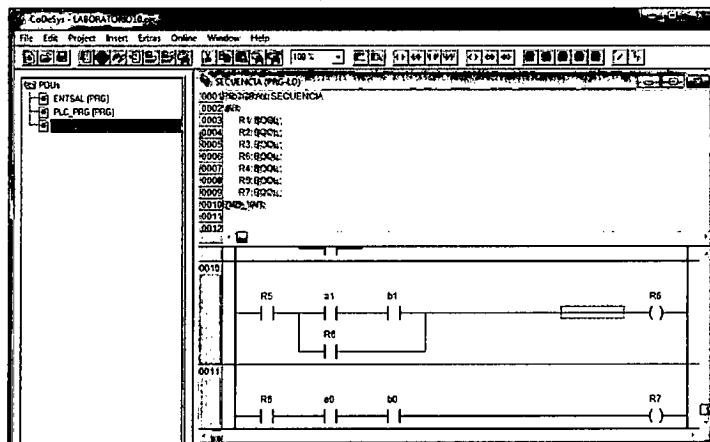 CoDeSys - LABORATORIO10.pro
File Edit Project Insert Extras Online Window Help
100 %
POUs
ENTSAL (PRG)
PLC_PRG (PRG)
SECUENCIA (PRG-LD)
0001 PROGRAM SECUENCIA
0002 VAR
0003 R1: BOOL;
0004 R2: BOOL;
0005 R3: BOOL;
0006 R6: BOOL;
0007 R4: BOOL;
0008 BOOL;
0009 R7: BOOL;
0010 END_VAR
0011
0012
0010
R5 a1 b1 R6
R6
0011
R6 a0 b0 R7